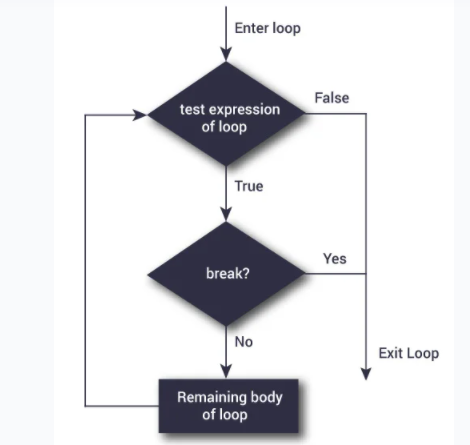 Enter loop
test expression
of loop
False
True
break?
Yes
No
Exit Loop
Remaining body
of loop